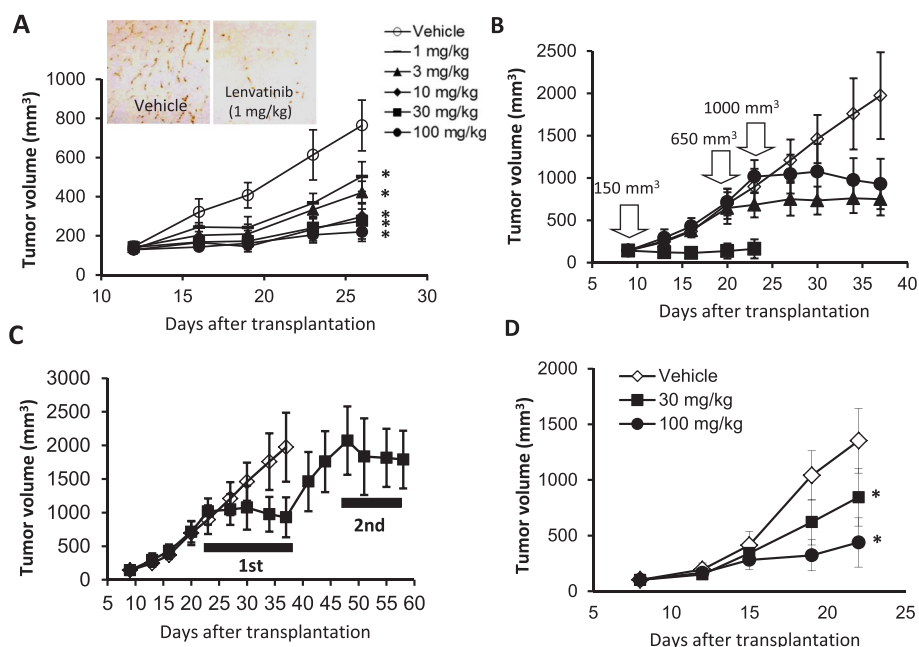 A
Vehicle
Lenvatinib
(1 mg/kg)
Vehicle
1 mg/kg
3 mg/kg
10 mg/kg
30 mg/kg
100 mg/kg
Tumor volume (mm³)
1000
800
600
400
200
0
*
*
*
*
*
10 15 20 25 30
Days after transplantation
B
Tumor volume (mm³)
2500
2000
1500
1000
500
0
150 mm³
650 mm³
1000 mm³
5 10 15 20 25 30 35 40
Days after transplantation
C
Tumor volume (mm³)
3000
2500
2000
1500
1000
500
0
1st
2nd
5 10 15 20 25 30 35 40 45 50 55 60
Days after transplantation
D
Tumor volume (mm³)
2000
1500
1000
500
0
Vehicle
30 mg/kg
100 mg/kg
*
*
5 10 15 20 25
Days after transplantation